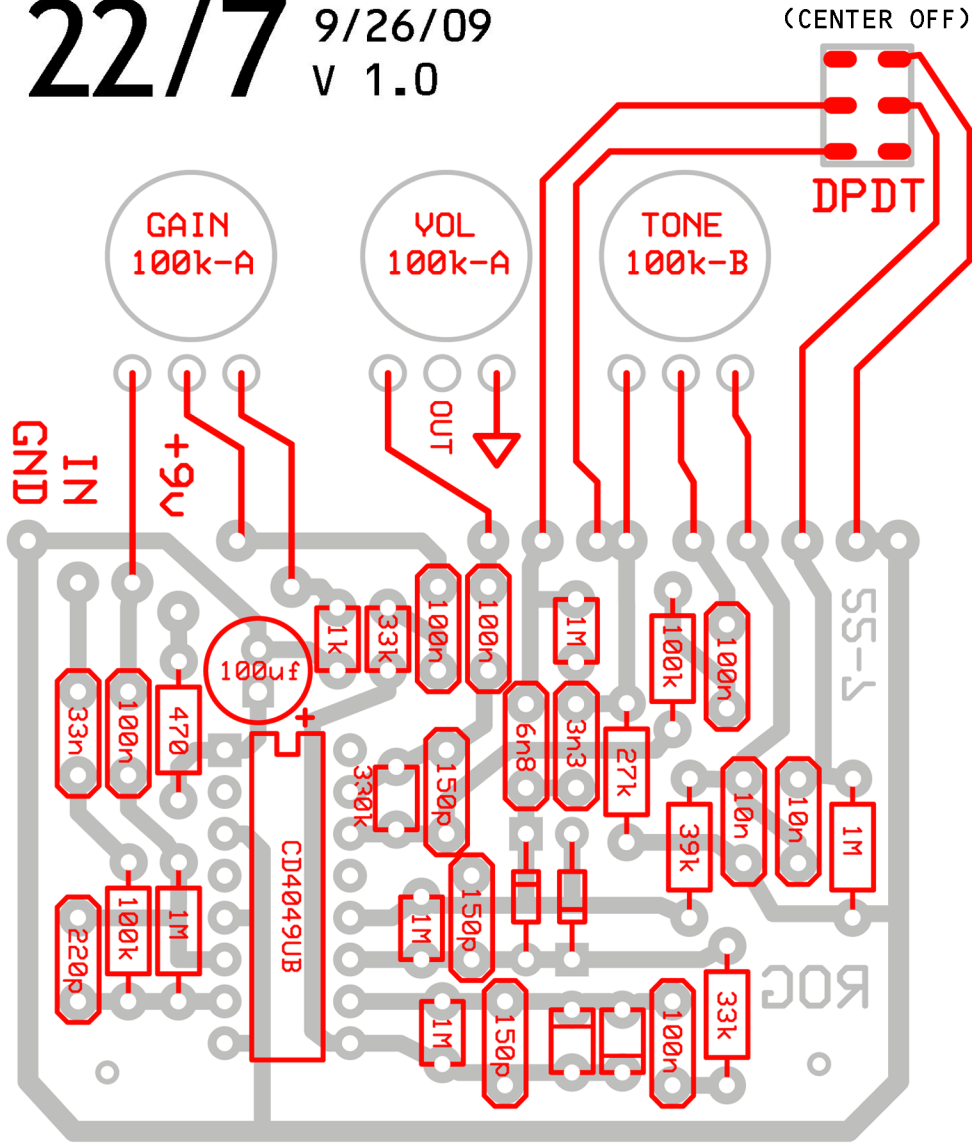 22/7
9/26/09
V 1.0
(CENTER OFF)
DPDT
GAIN
100k-A
VOL
100k-A
TONE
100k-B
OUT
GND
IN
+9v
1k
33k
100n
100n
1M
100k
100n
SS-2
100uf
+
33n
100n
470
6n8
3n3
27k
330k
150p
39k
10n
10n
1M
CD4049UB
220p
100k
1M
1M
150p
ROG
1M
150p
100n
33k